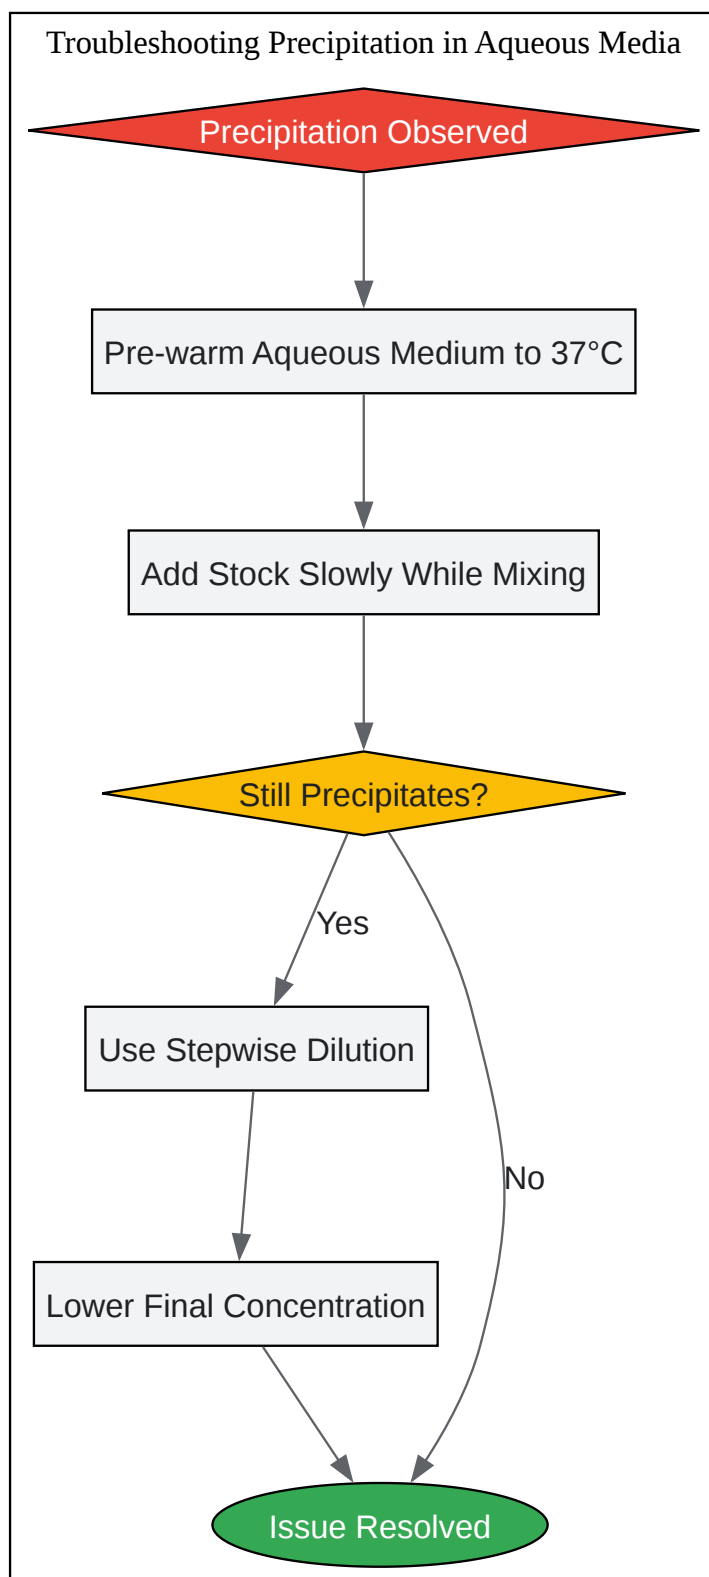 Troubleshooting Precipitation in Aqueous Media
Precipitation Observed
Pre-warm Aqueous Medium to 37°C
Add Stock Slowly While Mixing
Still Precipitates?
Yes
Use Stepwise Dilution
No
Lower Final Concentration
Issue Resolved